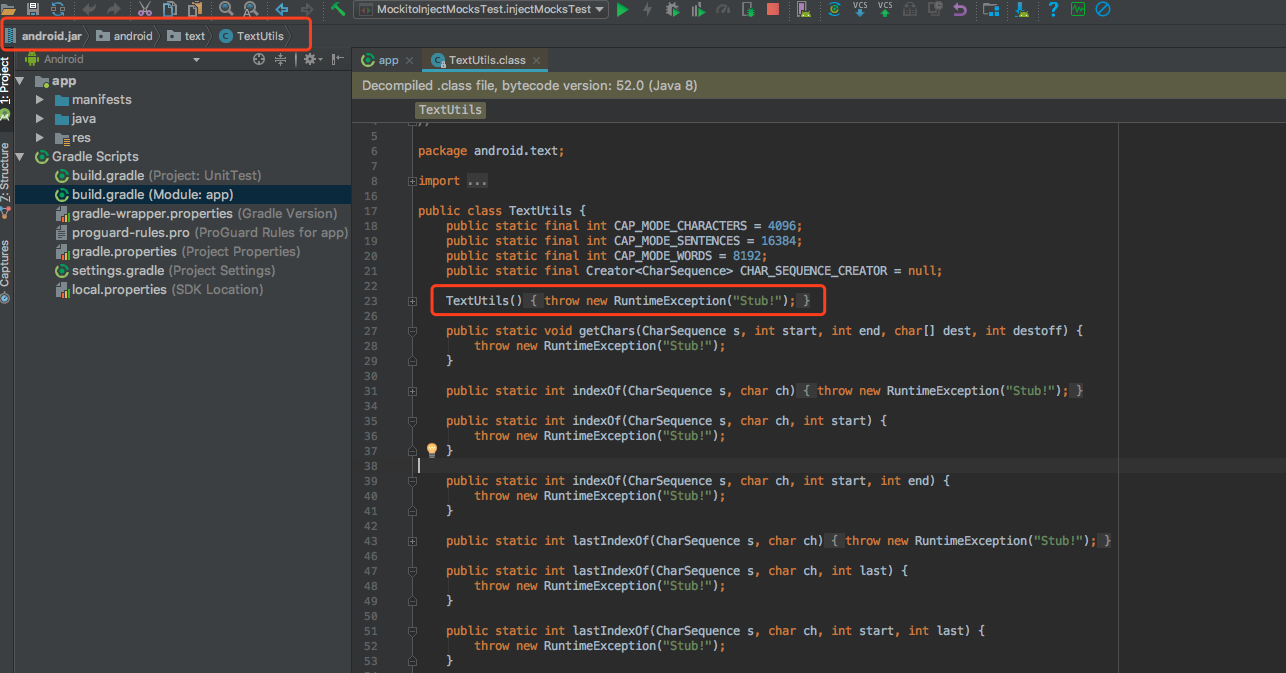 MockitoInjectMocksTest.injectMocksTest
VCS VCS
android.jar android text TextUtils
Android
app TextUtils.class
1: Project
Z: Structure
Captures
app
manifests
java
res
Gradle Scripts
build.gradle (Project: UnitTest)
build.gradle (Module: app)
gradle-wrapper.properties (Gradle Version)
proguard-rules.pro (ProGuard Rules for app)
gradle.properties (Project Properties)
settings.gradle (Project Settings)
local.properties (SDK Location)
Decompiled .class file, bytecode version: 52.0 (Java 8)
TextUtils
5
6 package android.text;
7
8 import ...
16
17 public class TextUtils {
18 public static final int CAP_MODE_CHARACTERS = 4096;
19 public static final int CAP_MODE_SENTENCES = 16384;
20 public static final int CAP_MODE_WORDS = 8192;
21 public static final Creator<CharSequence> CHAR_SEQUENCE_CREATOR = null;
22
23 TextUtils() { throw new RuntimeException("Stub!"); }
26
27 public static void getChars(CharSequence s, int start, int end, char[] dest, int destoff) {
28 throw new RuntimeException("Stub!");
29 }
30
31 public static int indexOf(CharSequence s, char ch) { throw new RuntimeException("Stub!"); }
34
35 public static int indexOf(CharSequence s, char ch, int start) {
36 throw new RuntimeException("Stub!");
37 }
38
39 public static int indexOf(CharSequence s, char ch, int start, int end) {
40 throw new RuntimeException("Stub!");
41 }
42
43 public static int lastIndexOf(CharSequence s, char ch) { throw new RuntimeException("Stub!"); }
46
47 public static int lastIndexOf(CharSequence s, char ch, int last) {
48 throw new RuntimeException("Stub!");
49 }
50
51 public static int lastIndexOf(CharSequence s, char ch, int start, int last) {
52 throw new RuntimeException("Stub!");
53 }